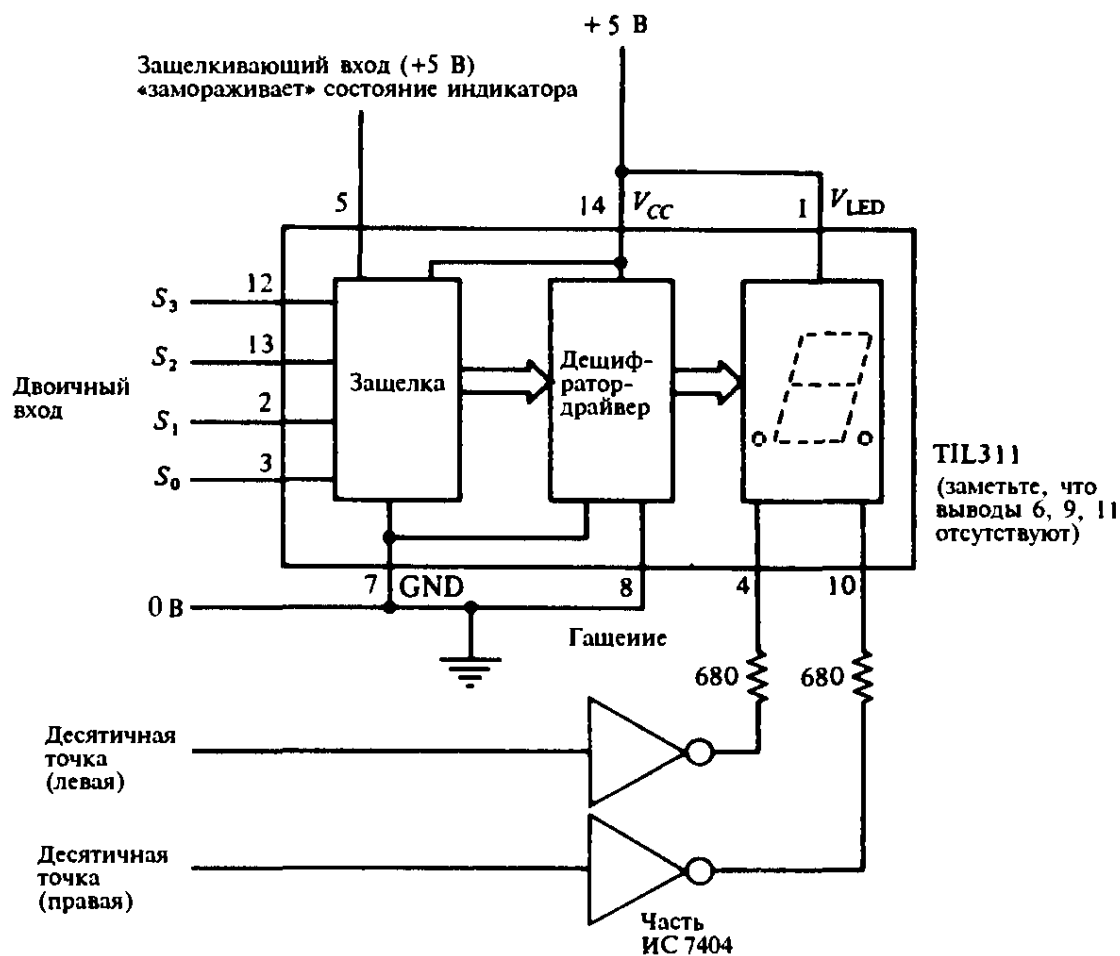 + 5 В
Защелкивающий вход (+5 В)
«замораживает» состояние индикатора
5
14
V_CC
1
V_LED
S_3
12
S_2
13
Двоичный
вход
S_1
2
S_0
3
Защелка
Дешиф-
ратор-
драйвер
TIL311
(заметьте, что
выводы 6, 9, 11
отсутствуют)
7
GND
8
4
10
0 В
Гашение
680
680
Десятичная
точка
(левая)
Десятичная
точка
(правая)
Часть
ИС 7404